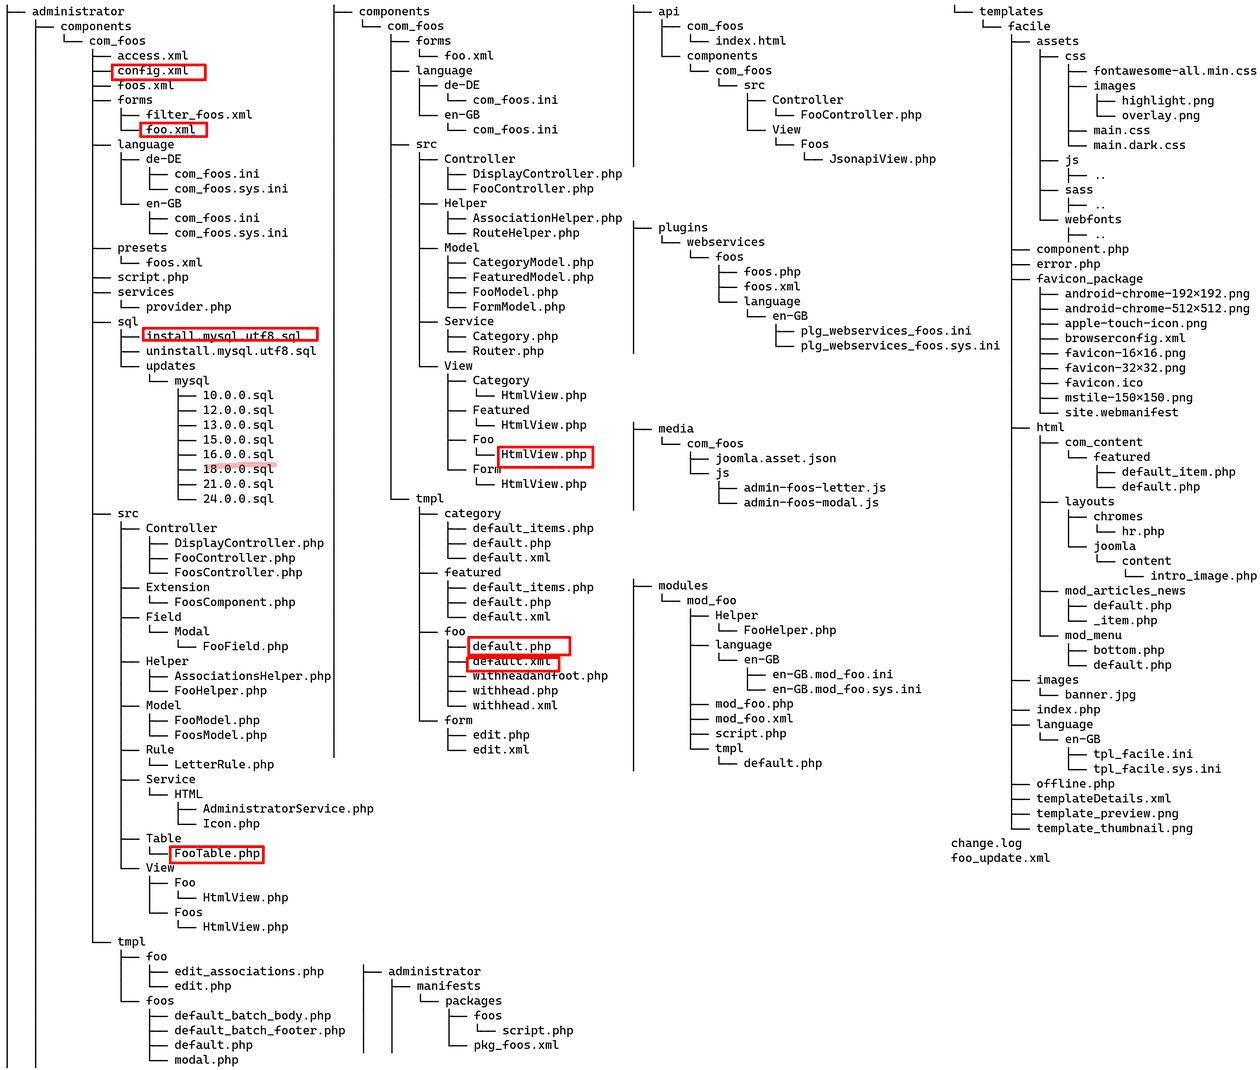 administrator
components
com_foos
access.xml
config.xml
foos.xml
forms
filter_foos.xml
foo.xml
language
de-DE
com_foos.ini
com_foos.sys.ini
en-GB
com_foos.ini
com_foos.sys.ini
presets
foos.xml
script.php
services
provider.php
sql
install.mysql.utf8.sql
uninstall.mysql.utf8.sql
updates
mysql
10.0.0.sql
12.0.0.sql
13.0.0.sql
15.0.0.sql
16.0.0.sql
18.0.0.sql
21.0.0.sql
24.0.0.sql
src
Controller
DisplayController.php
FooController.php
FoosController.php
Extension
FoosComponent.php
Field
Modal
FooField.php
Helper
AssociationsHelper.php
FooHelper.php
Model
FooModel.php
FoosModel.php
Rule
LetterRule.php
Service
HTML
AdministratorService.php
Icon.php
Table
FooTable.php
View
Foo
HtmlView.php
Foos
HtmlView.php
tmpl
foo
edit_associations.php
edit.php
foos
default_batch_body.php
default_batch_footer.php
default.php
modal.php
components
com_foos
forms
foo.xml
language
de-DE
com_foos.ini
en-GB
com_foos.ini
src
Controller
DisplayController.php
FooController.php
Helper
AssociationHelper.php
RouteHelper.php
Model
CategoryModel.php
FeaturedModel.php
FooModel.php
FormModel.php
Service
Category.php
Router.php
View
Category
HtmlView.php
Featured
HtmlView.php
Foo
HtmlView.php
Form
HtmlView.php
tmpl
category
default_items.php
default.php
default.xml
featured
default_items.php
default.php
default.xml
foo
default.php
default.xml
withheadandfoot.php
withhead.php
withhead.xml
form
edit.php
edit.xml
administrator
manifests
packages
foos
script.php
pkg_foos.xml
api
com_foos
index.html
components
com_foos
src
Controller
FooController.php
View
Foos
JsonapiView.php
plugins
webservices
foos
foos.php
foos.xml
language
en-GB
plg_webservices_foos.ini
plg_webservices_foos.sys.ini
media
com_foos
joomla.asset.json
js
admin-foos-letter.js
admin-foos-modal.js
modules
mod_foo
Helper
FooHelper.php
language
en-GB
en-GB.mod_foo.ini
en-GB.mod_foo.sys.ini
mod_foo.php
mod_foo.xml
script.php
tmpl
default.php
templates
facile
assets
css
fontawesome-all.min.css
images
highlight.png
overlay.png
main.css
main.dark.css
js
..
sass
..
webfonts
..
component.php
error.php
favicon_package
android-chrome-192×192.png
android-chrome-512×512.png
apple-touch-icon.png
browserconfig.xml
favicon-16×16.png
favicon-32×32.png
favicon.ico
mstile-150×150.png
site.webmanifest
html
com_content
featured
default_item.php
default.php
layouts
chromes
hr.php
joomla
content
intro_image.php
mod_articles_news
default.php
_item.php
mod_menu
bottom.php
default.php
images
banner.jpg
index.php
language
en-GB
tpl_facile.ini
tpl_facile.sys.ini
offline.php
templateDetails.xml
template_preview.png
template_thumbnail.png
change.log
foo_update.xml